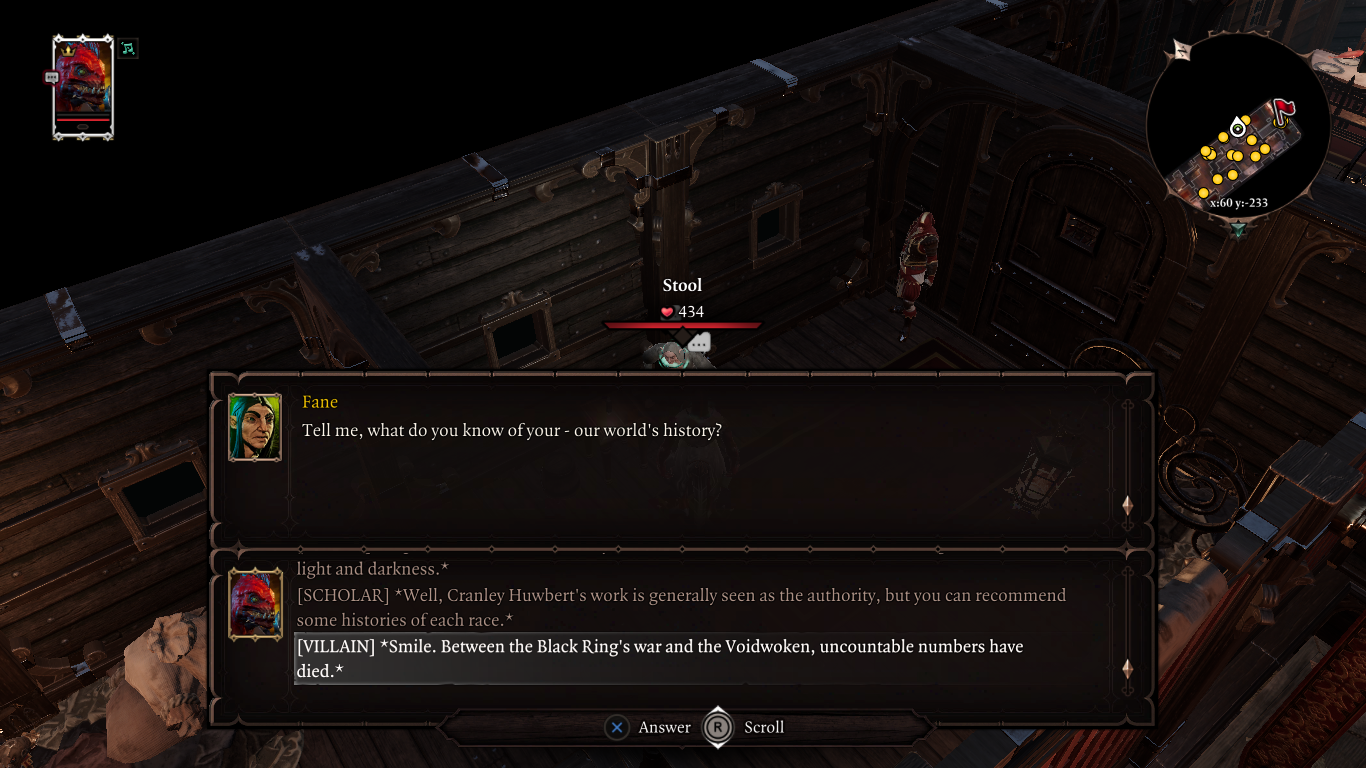 x:60 y:-233
Stool
434
Fane
Tell me, what do you know of your - our world's history?
light and darkness.*
[SCHOLAR] *Well, Cranley Huwbert's work is generally seen as the authority, but you can recommend
some histories of each race.*
[VILLAIN] *Smile. Between the Black Ring's war and the Voidwoken, uncountable numbers have
died.*
Answer R Scroll